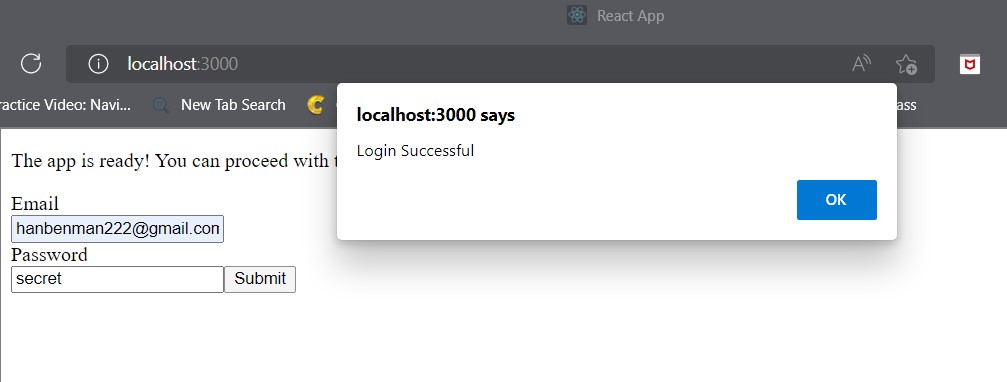 React App
localhost:3000
ractice Video: Navi... New Tab Search ass
localhost:3000 says
Login Successful
OK
The app is ready! You can proceed with
Email
hanbenman222@gmail.con
Password
secret Submit